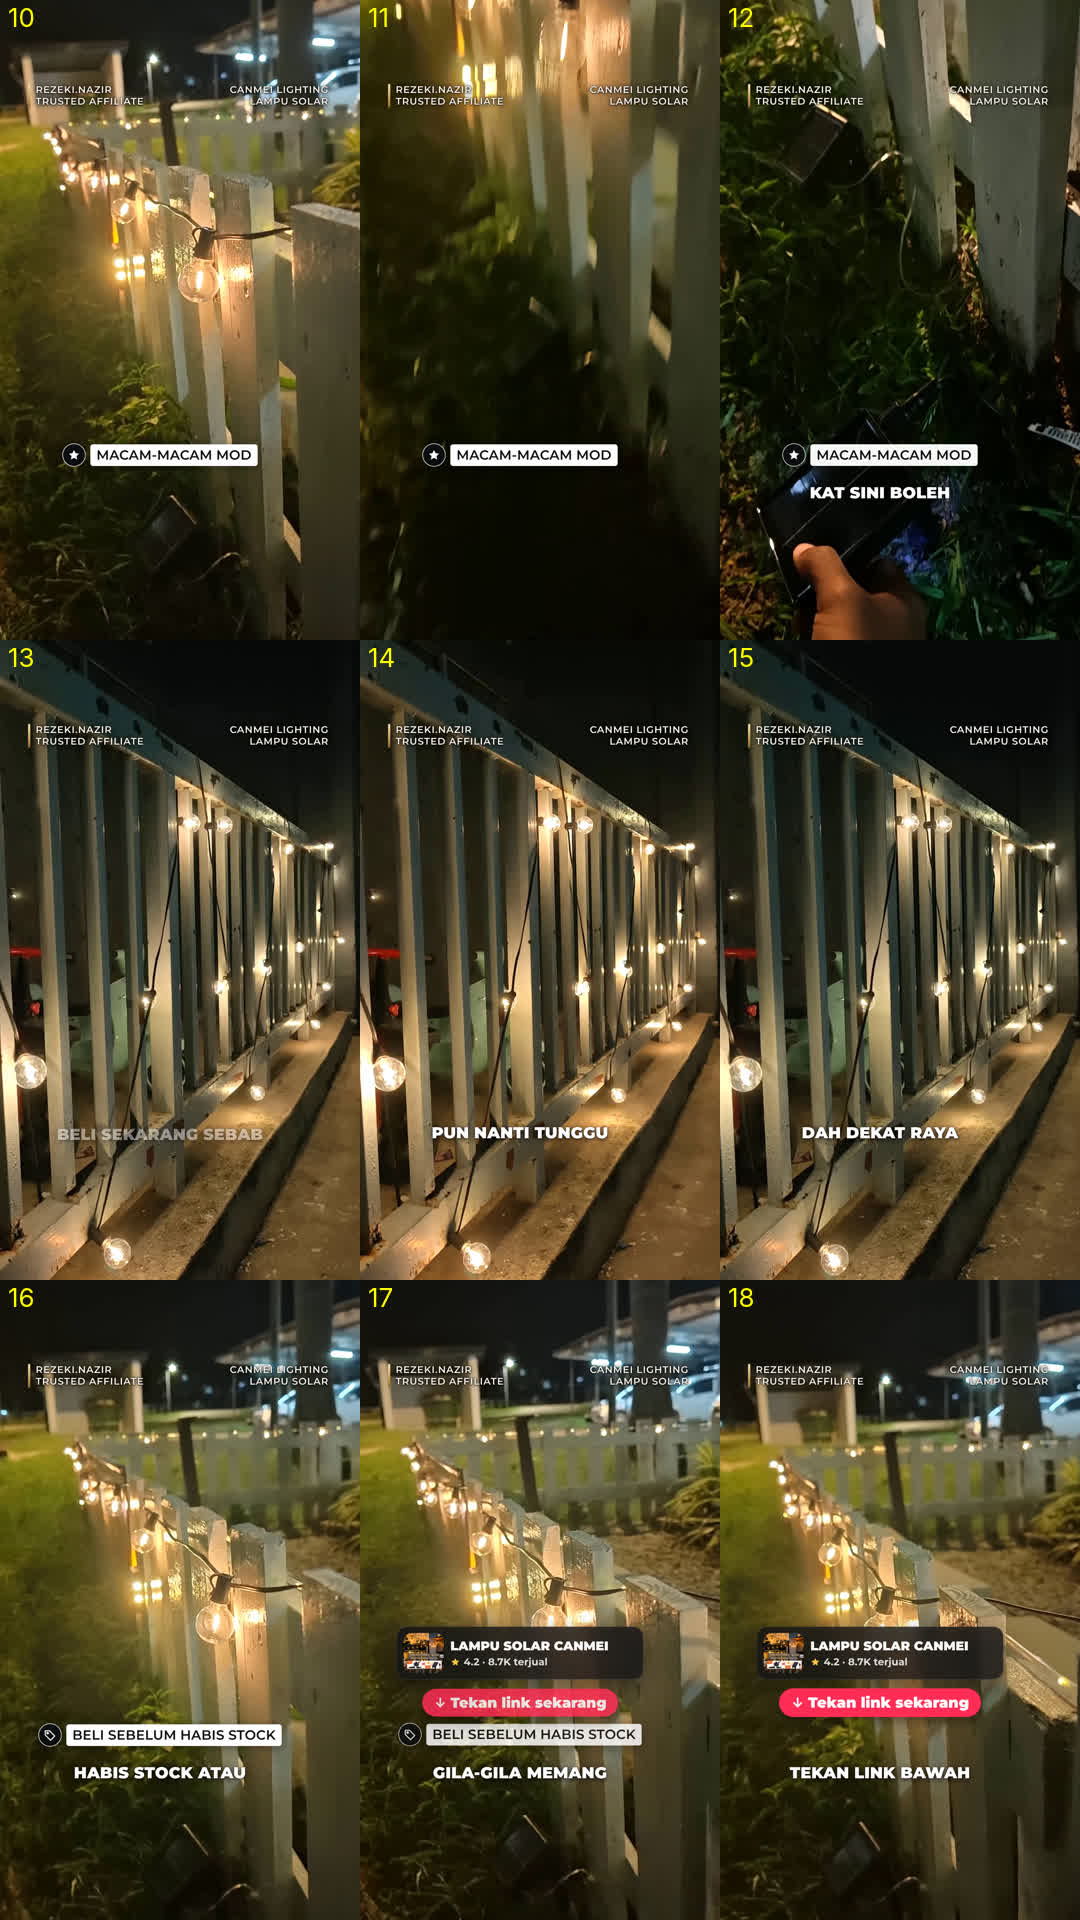 10
REZEKI.NAZIR
TRUSTED AFFILIATE
CANMEI LIGHTING
LAMPU SOLAR
MACAM-MACAM MOD
11
REZEKI.NAZIR
TRUSTED AFFILIATE
CANMEI LIGHTING
LAMPU SOLAR
MACAM-MACAM MOD
12
REZEKI.NAZIR
TRUSTED AFFILIATE
CANMEI LIGHTING
LAMPU SOLAR
MACAM-MACAM MOD
KAT SINI BOLEH
13
REZEKI.NAZIR
TRUSTED AFFILIATE
CANMEI LIGHTING
LAMPU SOLAR
BELI SEKARANG SEBAB
14
REZEKI.NAZIR
TRUSTED AFFILIATE
CANMEI LIGHTING
LAMPU SOLAR
PUN NANTI TUNGGU
15
REZEKI.NAZIR
TRUSTED AFFILIATE
CANMEI LIGHTING
LAMPU SOLAR
DAH DEKAT RAYA
16
REZEKI.NAZIR
TRUSTED AFFILIATE
CANMEI LIGHTING
LAMPU SOLAR
BELI SEBELUM HABIS STOCK
HABIS STOCK ATAU
17
REZEKI.NAZIR
TRUSTED AFFILIATE
CANMEI LIGHTING
LAMPU SOLAR
LAMPU SOLAR CANMEI
★ 4.2 · 8.7K terjual
↓ Tekan link sekarang
BELI SEBELUM HABIS STOCK
GILA-GILA MEMANG
18
REZEKI.NAZIR
TRUSTED AFFILIATE
CANMEI LIGHTING
LAMPU SOLAR
LAMPU SOLAR CANMEI
★ 4.2 · 8.7K terjual
↓ Tekan link sekarang
TEKAN LINK BAWAH